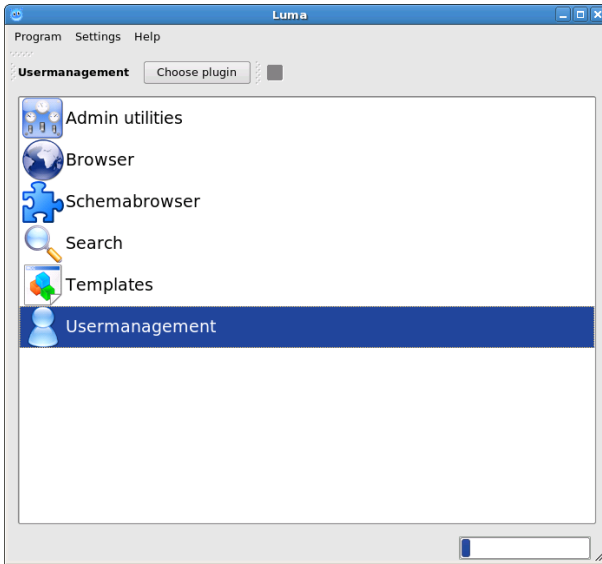 Luma
Program Settings Help
Usermanagement Choose plugin
Admin utilities
Browser
Schemabrowser
Search
Templates
Usermanagement